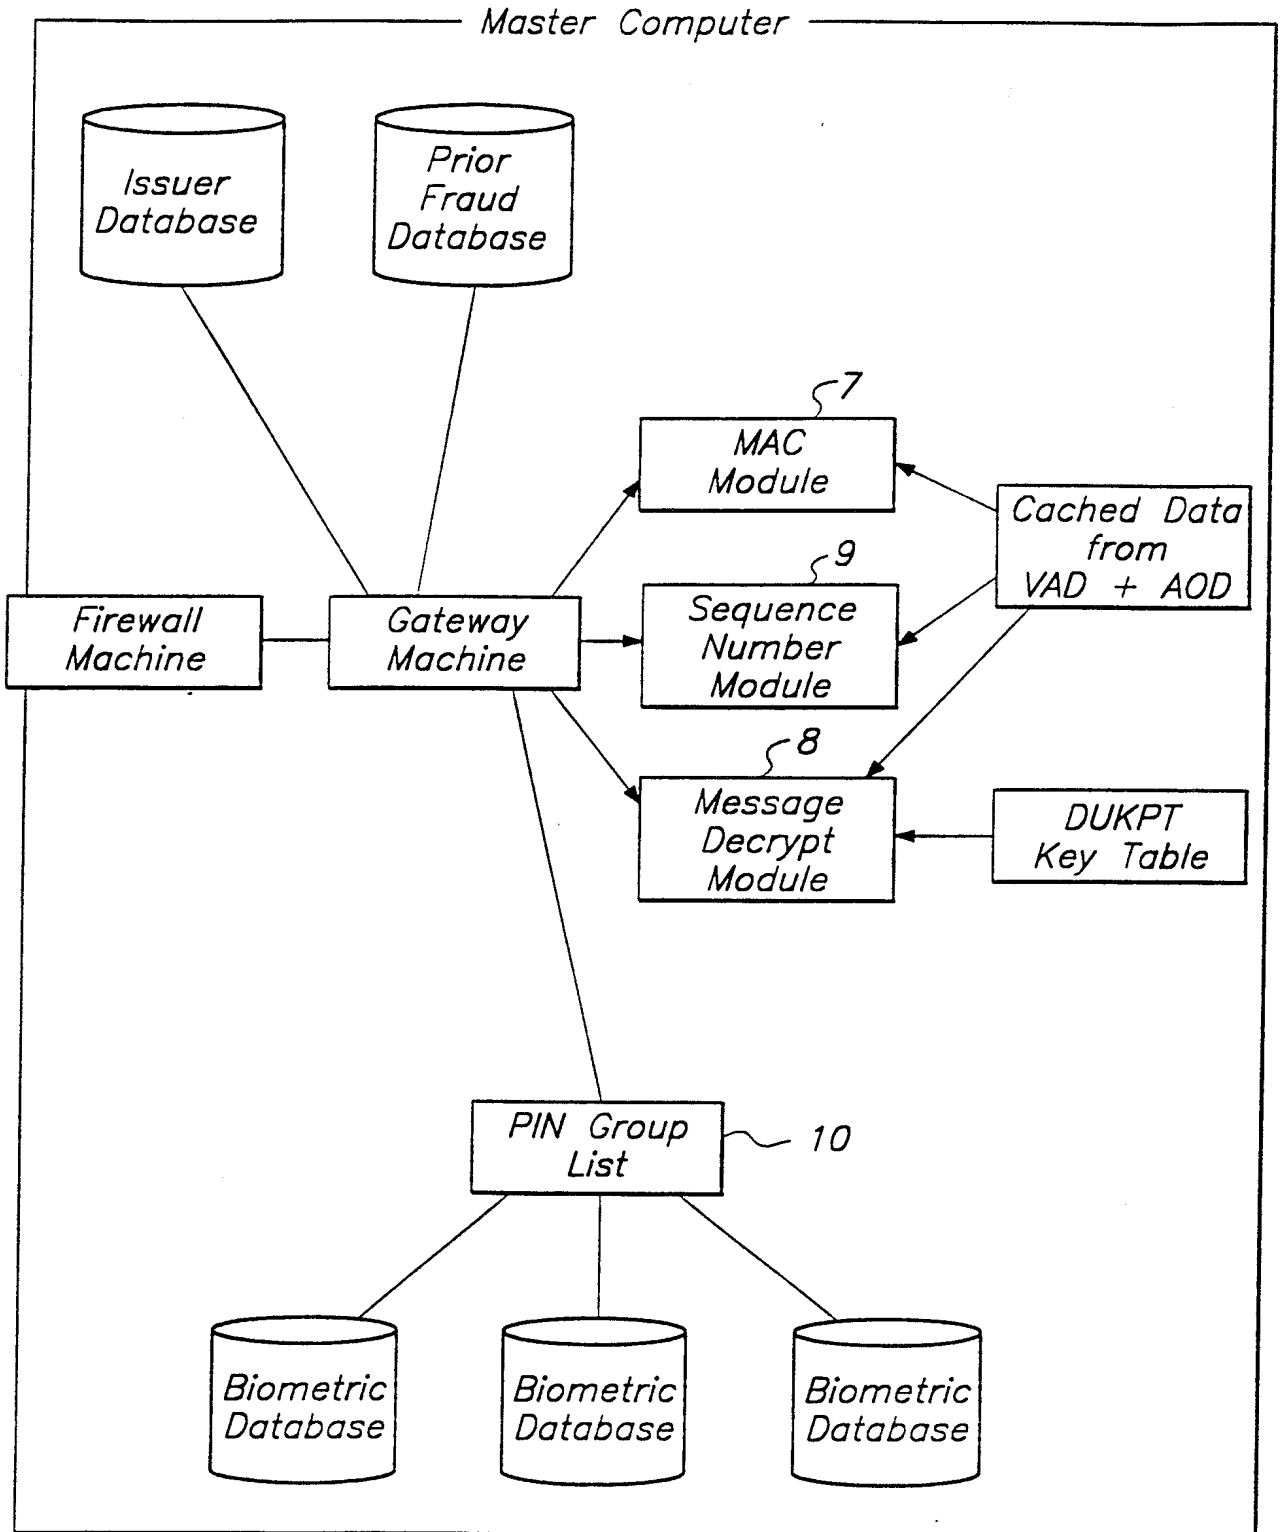 Master Computer
Issuer
Database
Prior
Fraud
Database
7
MAC
Module
Cached Data
from
VAD + AOD
9
Sequence
Number
Module
Firewall
Machine
Gateway
Machine
8
Message
Decrypt
Module
DUKPT
Key Table
PIN Group
List
10
Biometric
Database
Biometric
Database
Biometric
Database